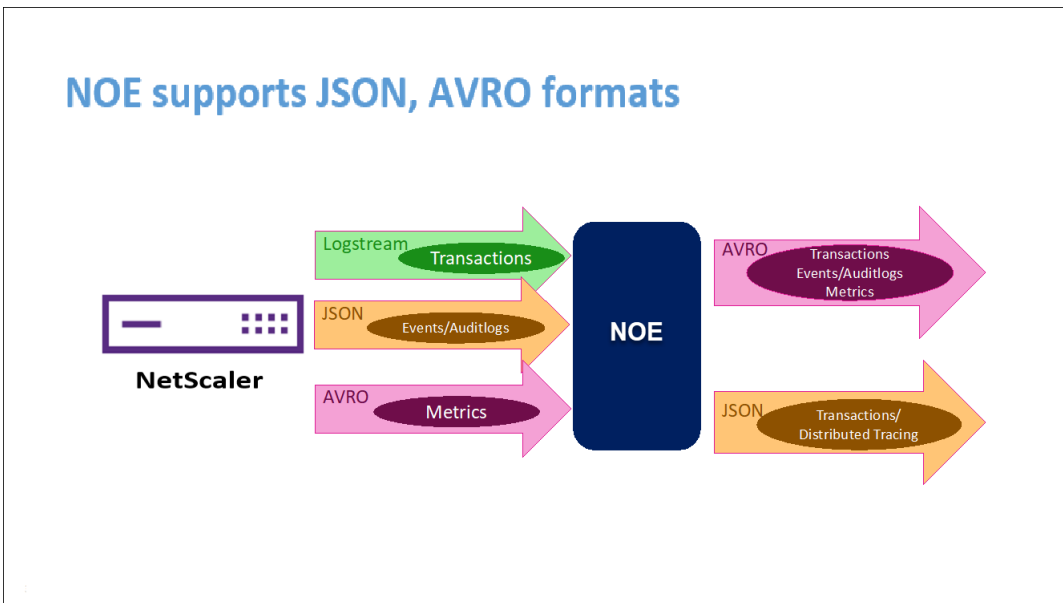 NOE supports JSON, AVRO formats
Logstream
Transactions
JSON
Events/Auditlogs
AVRO
Metrics
NetScaler
NOE
AVRO
Transactions
Events/Auditlogs
Metrics
JSON
Transactions/
Distributed Tracing